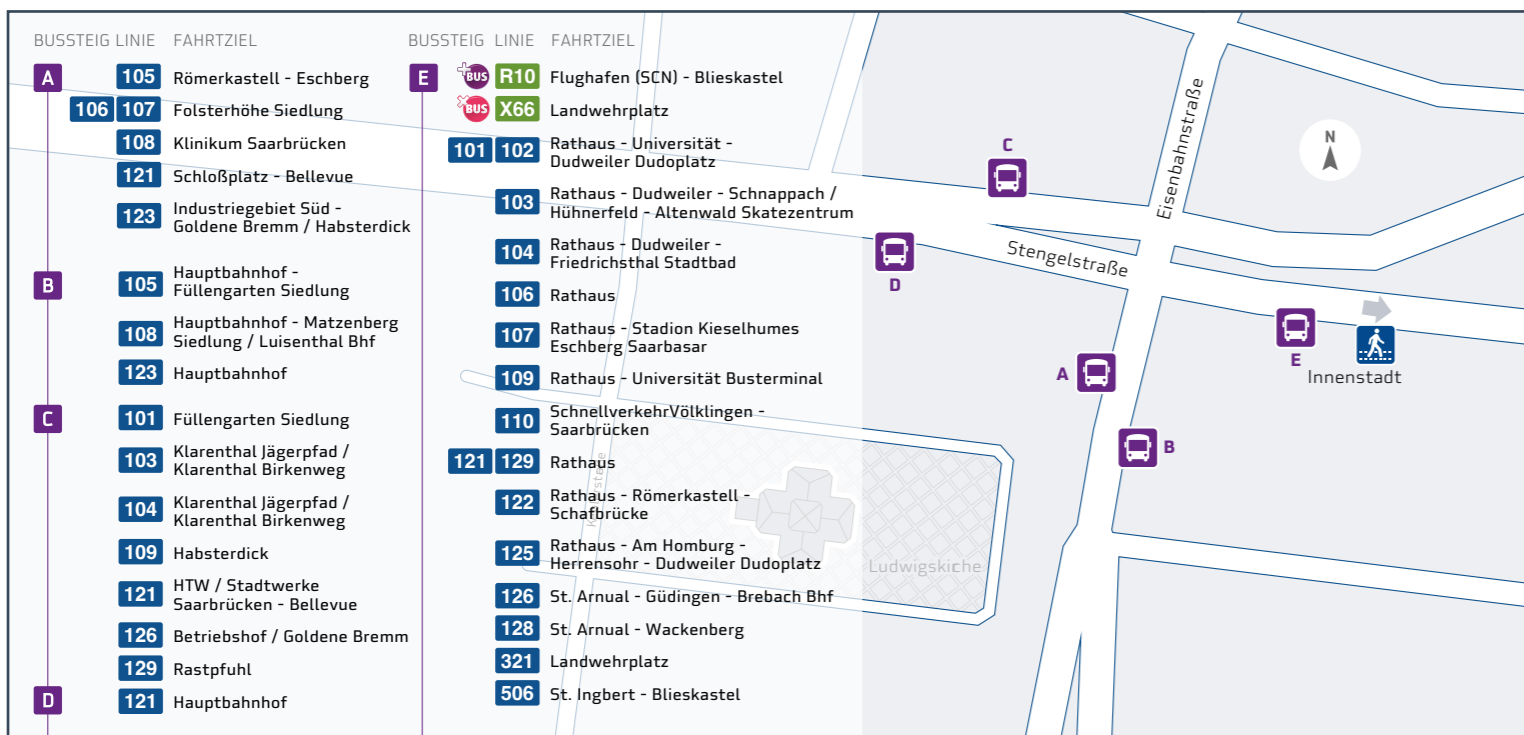 BUSSTEIG LINIE FAHRTZIEL
A 105 Römerkastell - Eschberg
106 107 Folsterhöhe Siedlung
108 Klinikum Saarbrücken
121 Schloßplatz - Bellevue
123 Industriegebiet Süd -
Goldene Bremm / Habsterdick
B 105 Hauptbahnhof -
Füllengarten Siedlung
108 Hauptbahnhof - Matzenberg
Siedlung / Luisenthal Bhf
123 Hauptbahnhof
C 101 Füllengarten Siedlung
103 Klarenthal Jägerpfad /
Klarenthal Birkenweg
104 Klarenthal Jägerpfad /
Klarenthal Birkenweg
109 Habsterdick
121 HTW / Stadtwerke
Saarbrücken - Bellevue
126 Betriebshof / Goldene Bremm
129 Rastpfuhl
D 121 Hauptbahnhof
BUSSTEIG LINIE FAHRTZIEL
E BUS R10 Flughafen (SCN) - Blieskastel
BUS X66 Landwehrplatz
101 102 Rathaus - Universität -
Dudweiler Dudoplatz
103 Rathaus - Dudweiler - Schnappach /
Hühnerfeld - Altenwald Skatezentrum
104 Rathaus - Dudweiler -
Friedrichsthal Stadtbad
106 Rathaus
107 Rathaus - Stadion Kieselhumes
Eschberg Saarbasar
109 Rathaus - Universität Busterminal
110 SchnellverkehrVölklingen -
Saarbrücken
121 129 Rathaus
122 Rathaus - Römerkastell -
Schafbrücke
125 Rathaus - Am Homburg -
Herrensohr - Dudweiler Dudoplatz
126 St. Arnual - Güdingen - Brebach Bhf
128 St. Arnual - Wackenberg
321 Landwehrplatz
506 St. Ingbert - Blieskastel
C
D
Stengelstraße
Eisenbahnstraße
N
E
Innenstadt
A
B
Ludwigskiche